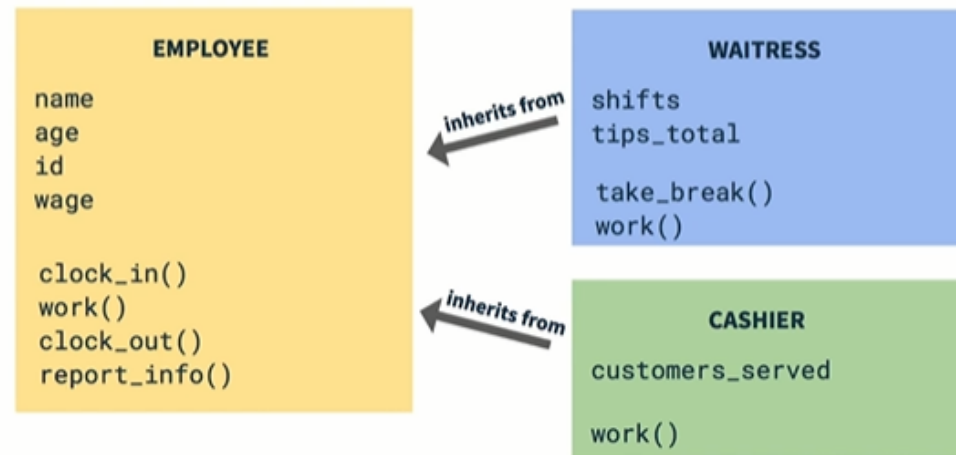 EMPLOYEE
name
age
id
wage
clock_in()
work()
clock_out()
report_info()
inherits from
WAITRESS
shifts
tips_total
take_break()
work()
inherits from
CASHIER
customers_served
work()